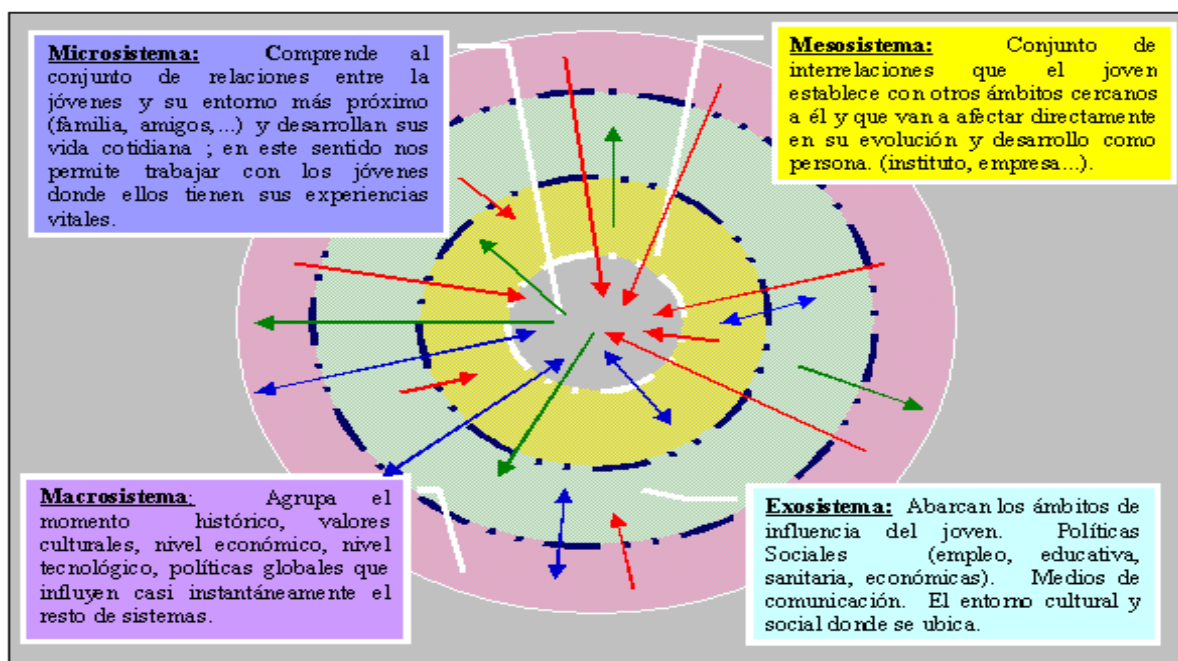 Microsistema: Comprende al
conjunto de relaciones entre la
jóvenes y su entorno más próximo
(familia, amigos,...) y desarrollan sus
vida cotidiana ; en este sentido nos
permite trabajar con los jóvenes
donde ellos tienen sus experiencias
vitales.
Mesosistema: Conjunto de
interrelaciones que el joven
establece con otros ámbitos cercanos
a él y que van a afectar directamente
en su evolución y desarrollo como
persona. (instituto, empresa...).
Macrosistema: Agrupa el
momento histórico, valores
culturales, nivel económico, nivel
tecnológico, políticas globales que
influyen casi instantáneamente el
resto de sistemas.
Exosistema: Abarcan los ámbitos de
influencia del joven. Políticas
Sociales (empleo, educativa,
sanitaria, económicas). Medios de
comunicación. El entorno cultural y
social donde se ubica.